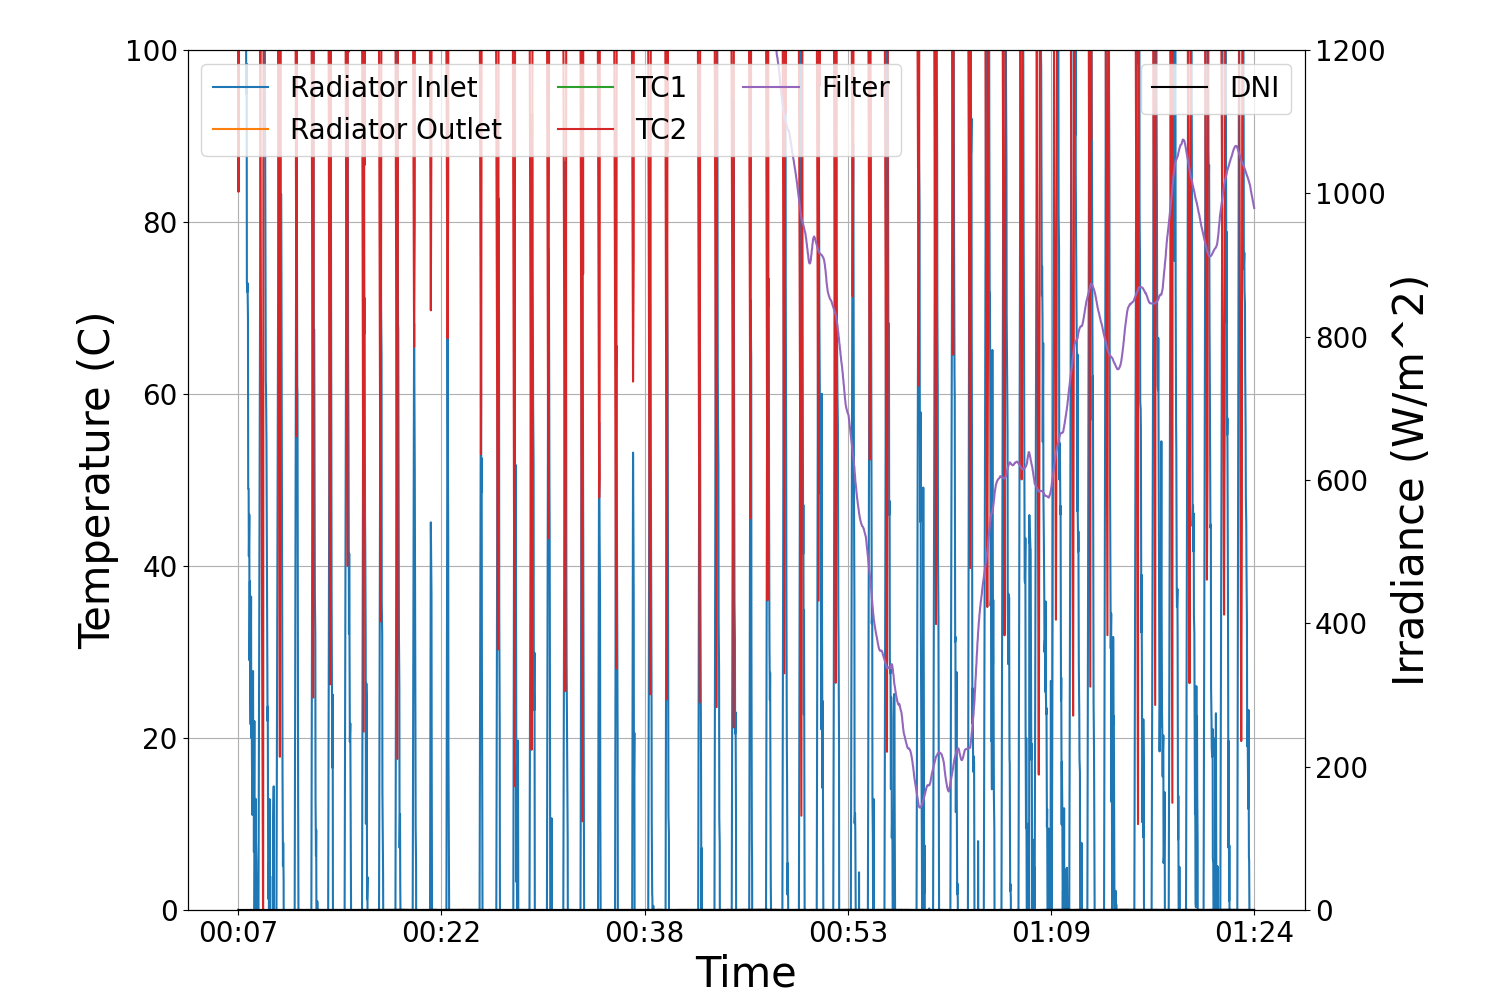 Radiator Inlet TC1 Filter DNI
Radiator Outlet TC2
100
80
60
40
20
0
Temperature (C)
1200
1000
800
600
400
200
0
Irradiance (W/m^2)
00:07 00:22 00:38 00:53 01:09 01:24
Time